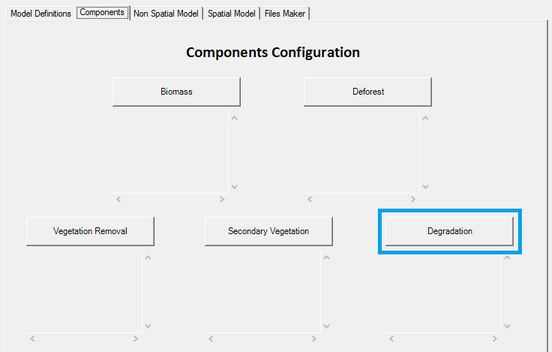 Model Definitions Components Non Spatial Model Spatial Model Files Maker
Components Configuration
Biomass Deforest
Vegetation Removal Secondary Vegetation Degradation